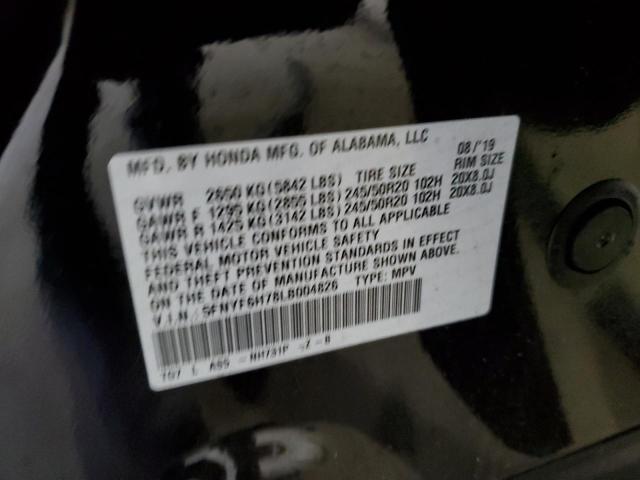 MFD. BY HONDA MFG. OF ALABAMA, LLC 08/'19
GVWR 2650 KG(5842 LBS) TIRE SIZE RIM SIZE
GAWR F 1295 KG(2855 LBS) 245/50R20 102H 20X8.0J
GAWR R 1425 KG(3142 LBS) 245/50R20 102H 20X8.0J
THIS VEHICLE CONFORMS TO ALL APPLICABLE
FEDERAL MOTOR VEHICLE SAFETY
AND THEFT PREVENTION STANDARDS IN EFFECT
ON THE DATE OF MANUFACTURE SHOWN ABOVE.
V.I.N.: 5FNYF6H78LB004826 TYPE: MPV
TG7 L A95 - NH731P -Z - B